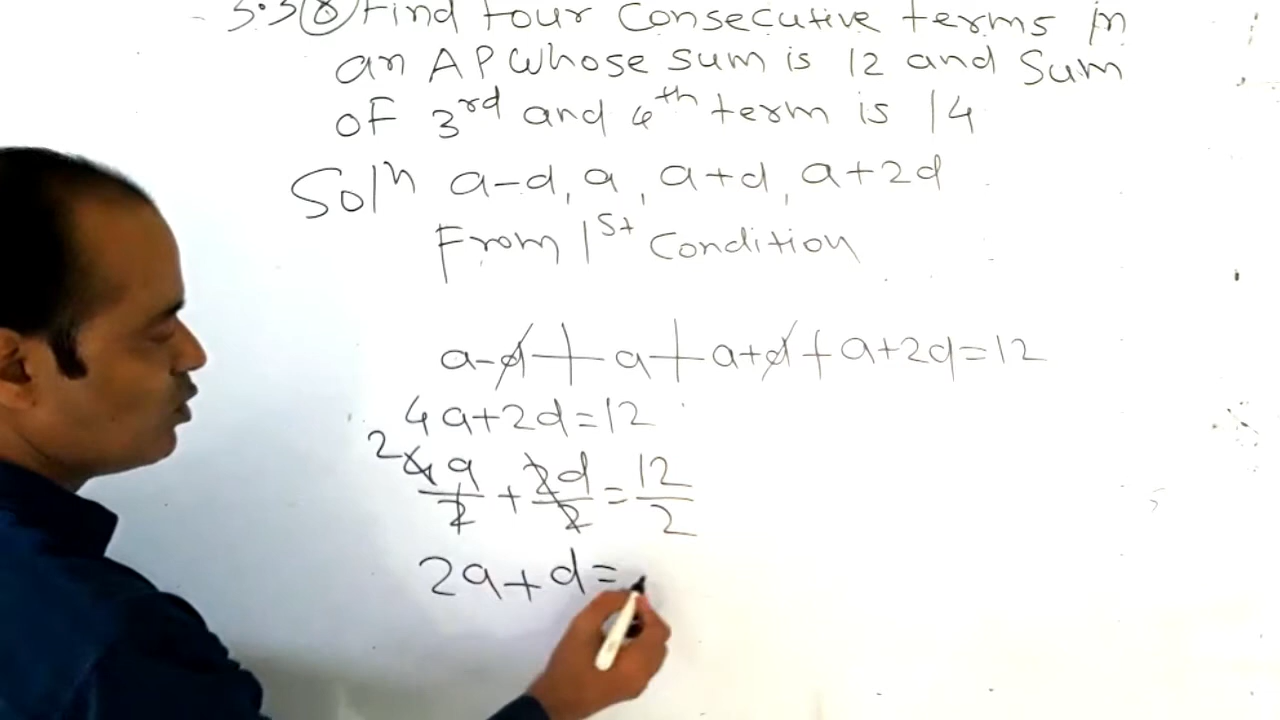 3.3 ⑧ Find four Consecutive terms in
an AP whose sum is 12 and Sum
of 3rd and 4th term is 14
Solⁿ a-d, a, a+d, a+2d
From 1st Condition
a-d+a+a+d+a+2d=12
4a+2d=12
2
4a/2 + 2d/2 = 12/2
2a+d=